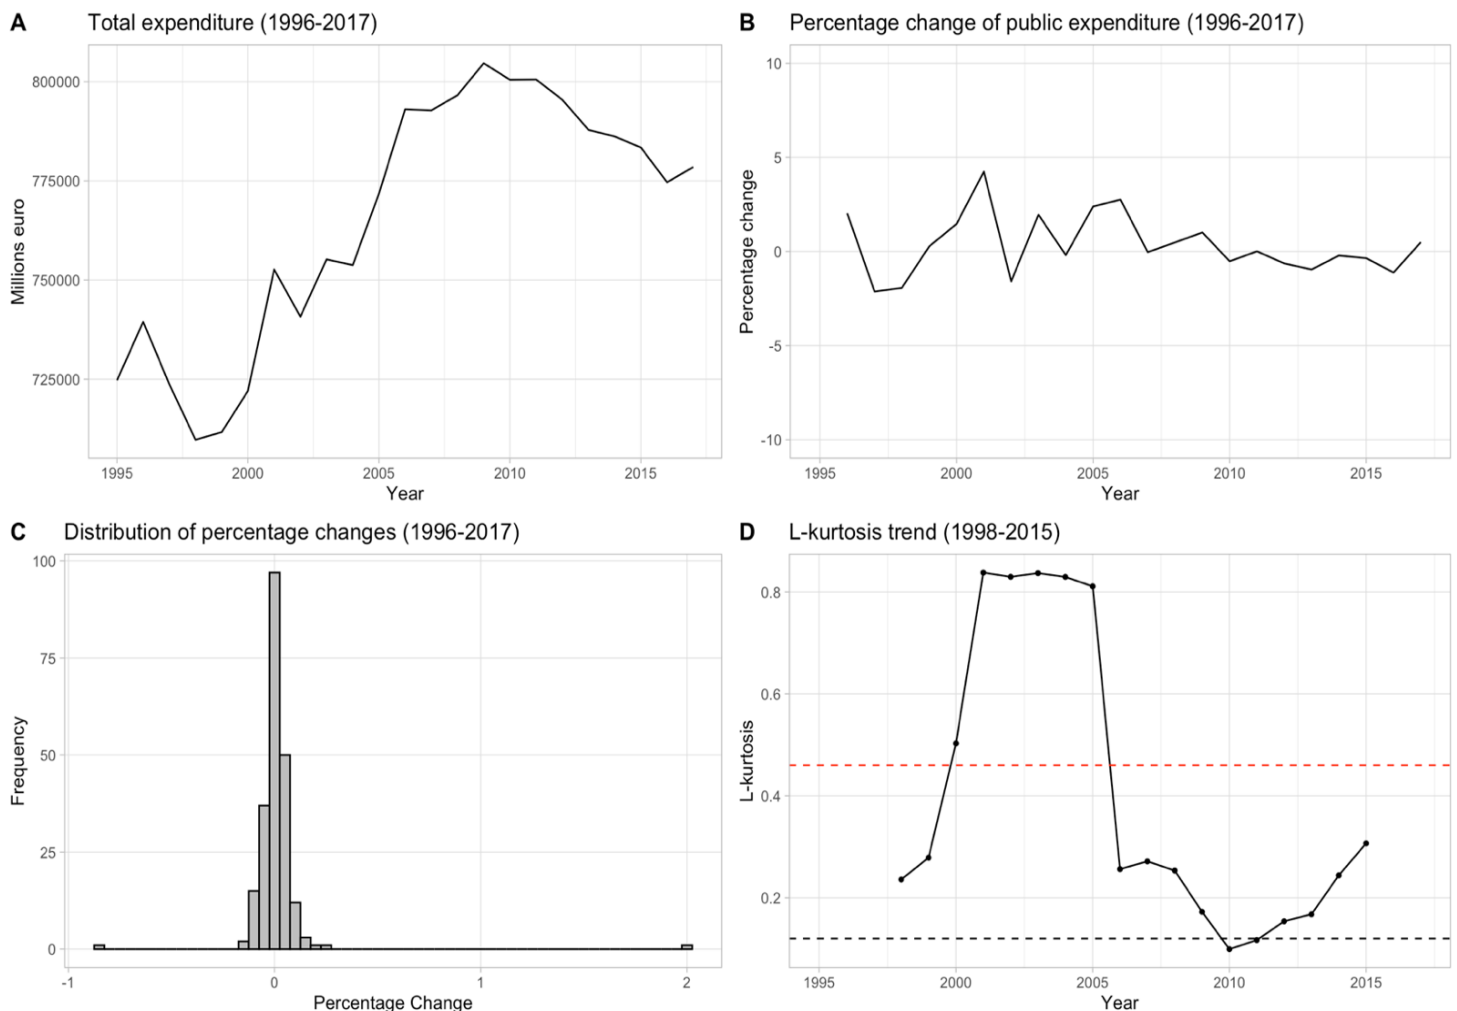 A Total expenditure (1996-2017)
800000
775000
750000
725000
Millions euro
1995 2000 2005 2010 2015
Year
B Percentage change of public expenditure (1996-2017)
10
5
0
-5
-10
Percentage change
1995 2000 2005 2010 2015
Year
C Distribution of percentage changes (1996-2017)
100
75
50
25
0
Frequency
-1 0 1 2
Percentage Change
D L-kurtosis trend (1998-2015)
0.8
0.6
0.4
0.2
L-kurtosis
1995 2000 2005 2010 2015
Year